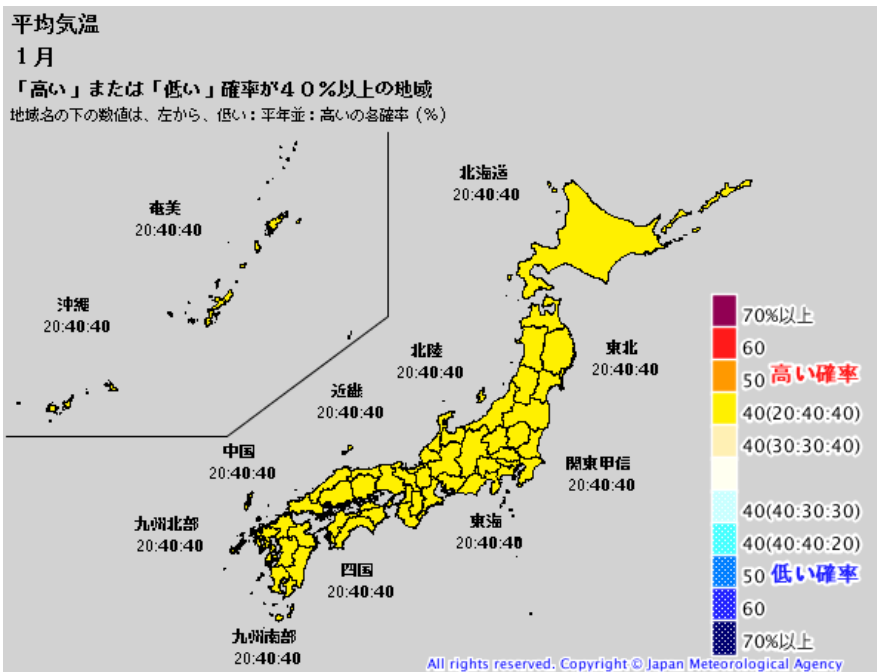 平均気温
1月
「高い」または「低い」確率が40%以上の地域
地域名の下の数値は、左から、低い:平年並:高いの各確率(%)
北海道
20:40:40
奄美
20:40:40
沖縄
20:40:40
北陸
20:40:40
東北
20:40:40
近畿
20:40:40
中国
20:40:40
関東甲信
20:40:40
九州北部
20:40:40
東海
20:40:40
四国
20:40:40
九州南部
20:40:40
70%以上
60
50 高い確率
40(20:40:40)
40(30:30:40)
40(40:30:30)
40(40:40:20)
50 低い確率
60
70%以上
All rights reserved. Copyright © Japan Meteorological Agency